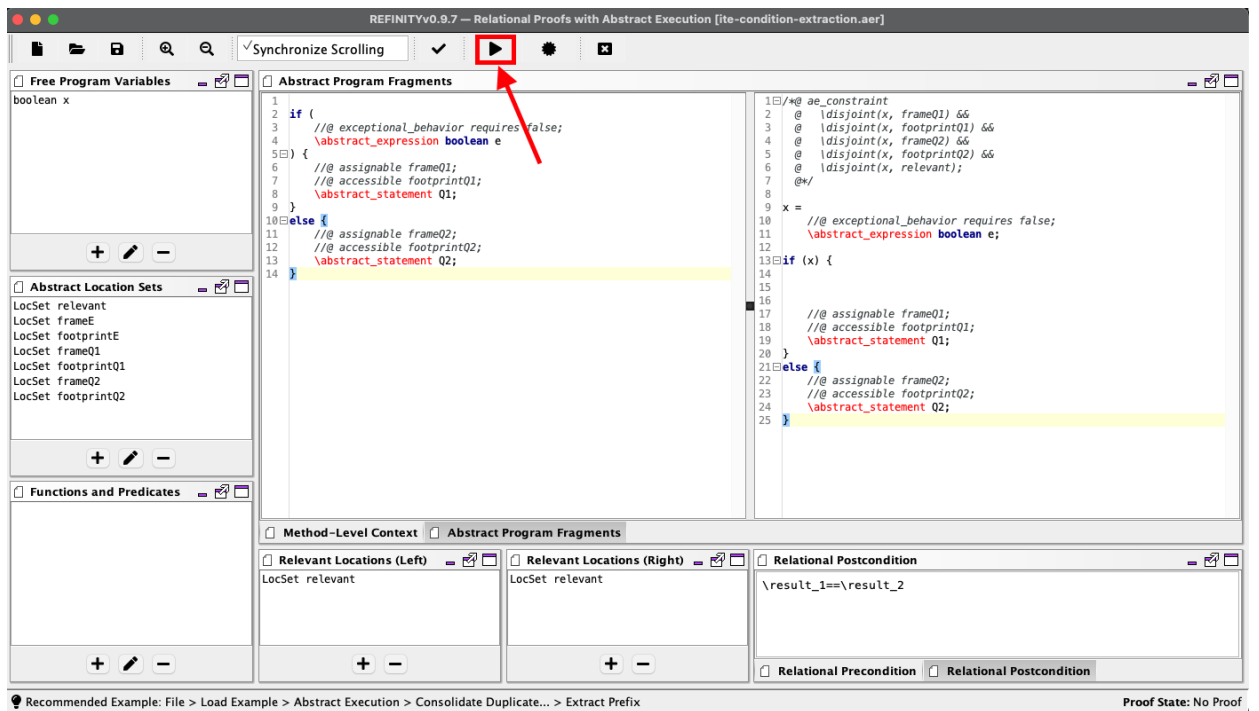 REFINITYv0.9.7 — Relational Proofs with Abstract Execution [ite-condition-extraction.aer]
✓Synchronize Scrolling
Free Program Variables
boolean x
Abstract Location Sets
LocSet relevant
LocSet frameE
LocSet footprintE
LocSet frameQ1
LocSet footprintQ1
LocSet frameQ2
LocSet footprintQ2
Functions and Predicates
Abstract Program Fragments
1
2 if (
3     //@ exceptional_behavior requires false;
4     \abstract_expression boolean e
5 ) {
6     //@ assignable frameQ1;
7     //@ accessible footprintQ1;
8     \abstract_statement Q1;
9 }
10 else {
11     //@ assignable frameQ2;
12     //@ accessible footprintQ2;
13     \abstract_statement Q2;
14 }
1 /*@ ae_constraint
2   @   \disjoint(x, frameQ1) &&
3   @   \disjoint(x, footprintQ1) &&
4   @   \disjoint(x, frameQ2) &&
5   @   \disjoint(x, footprintQ2) &&
6   @   \disjoint(x, relevant);
7   @*/
8
9 x =
10     //@ exceptional_behavior requires false;
11     \abstract_expression boolean e;
12
13 if (x) {
14
15
16
17     //@ assignable frameQ1;
18     //@ accessible footprintQ1;
19     \abstract_statement Q1;
20 }
21 else {
22     //@ assignable frameQ2;
23     //@ accessible footprintQ2;
24     \abstract_statement Q2;
25 }
Method-Level Context Abstract Program Fragments
Relevant Locations (Left)
LocSet relevant
Relevant Locations (Right)
LocSet relevant
Relational Postcondition
\result_1==\result_2
Relational Precondition Relational Postcondition
Recommended Example: File > Load Example > Abstract Execution > Consolidate Duplicate... > Extract Prefix
Proof State: No Proof